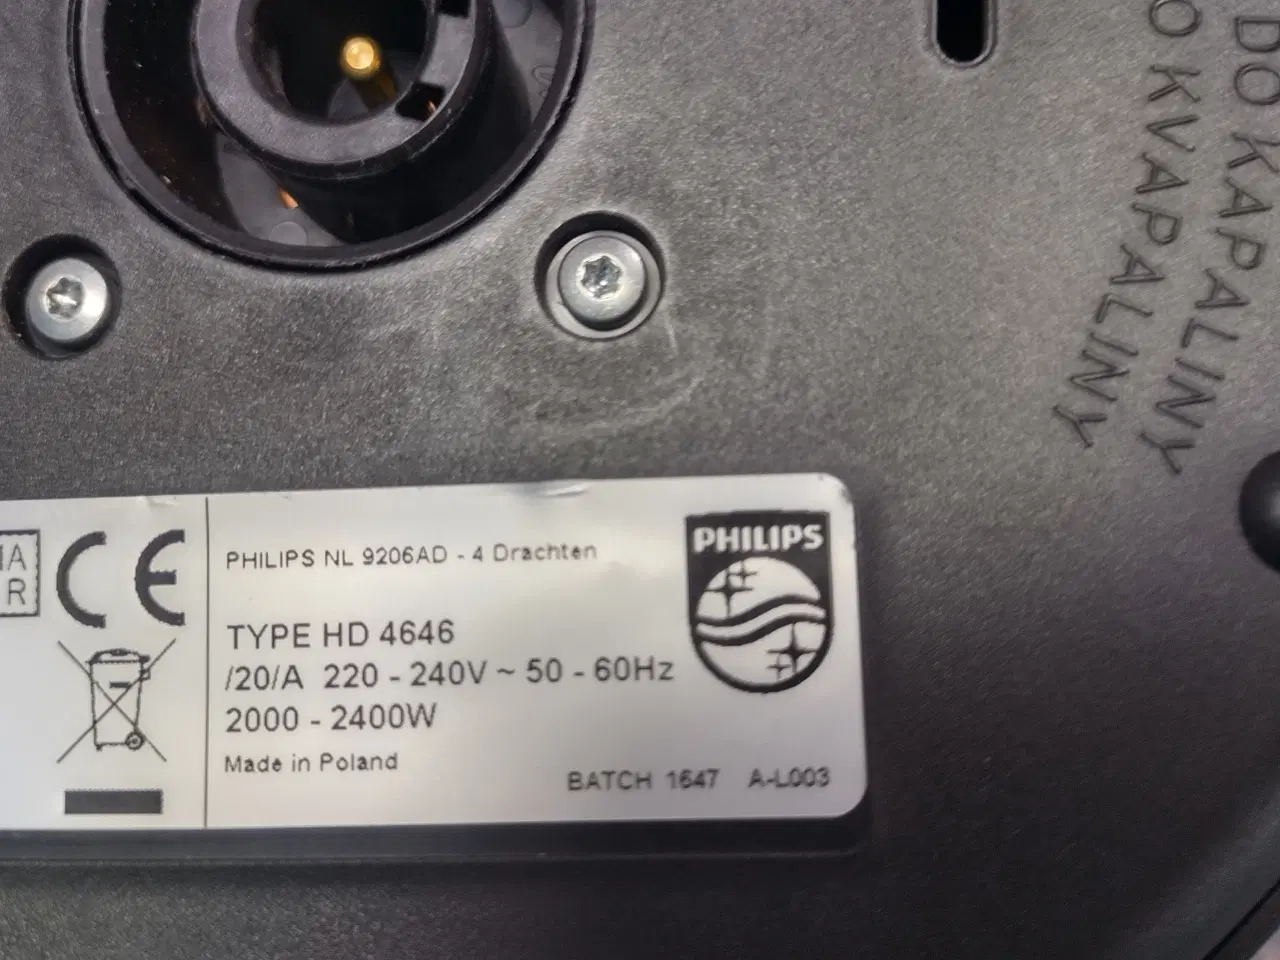 DO KAPALINY
DO KVAPALINY
PHILIPS NL 9206AD - 4 Drachten
PHILIPS
TYPE HD 4646
/20/A 220 - 240V ~ 50 - 60Hz
2000 - 2400W
Made in Poland
BATCH 1647 A-L003
CE